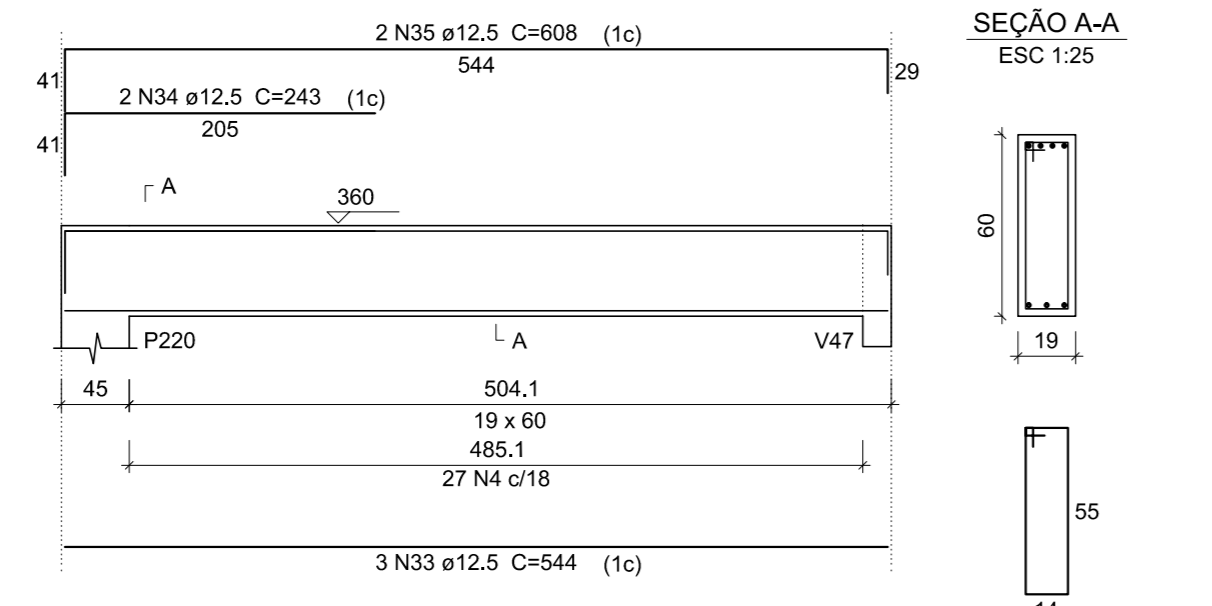 2 N35 ø12.5 C=608 (1c)
544
41
29
2 N34 ø12.5 C=243 (1c)
205
41
A
360
P220
A
V47
45
504.1
19 x 60
485.1
27 N4 c/18
3 N33 ø12.5 C=544 (1c)
SEÇÃO A-A
ESC 1:25
60
19
55
14